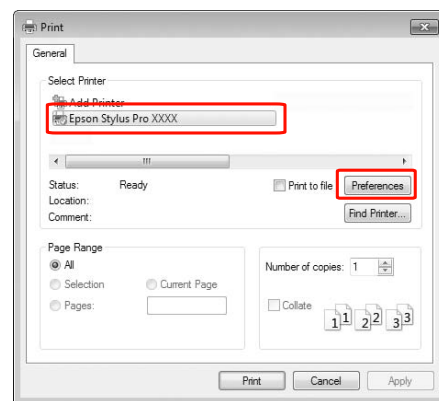 Print
General
Select Printer
Add Printer
Epson Stylus Pro XXXX
Status: Ready
Print to file
Preferences
Location:
Comment:
Find Printer...
Page Range
All
Selection
Current Page
Pages:
Number of copies: 1
Collate
1 1 2 2 3 3
Print
Cancel
Apply